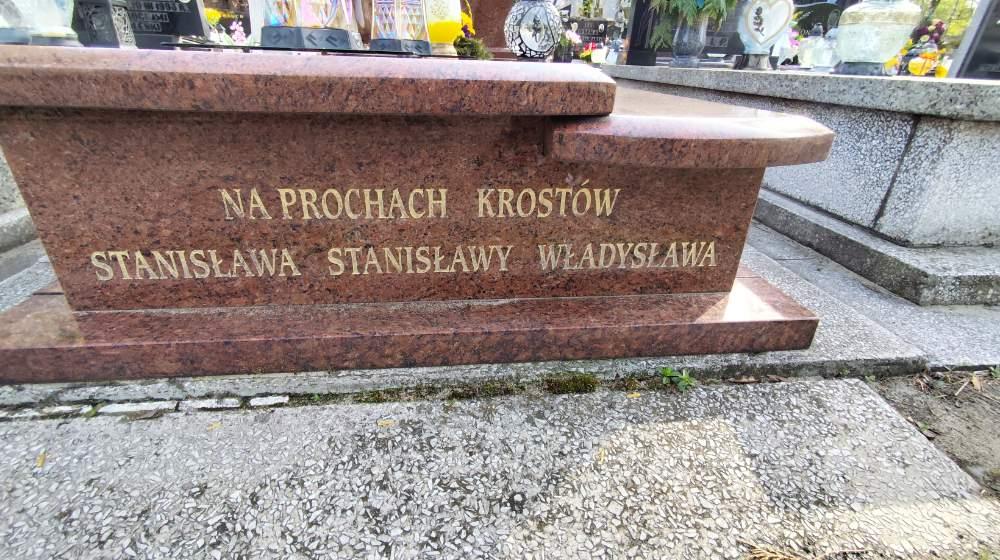 NA PROCHACH KROSTÓW
STANISŁAWA STANISŁAWY WŁADYSŁAWA